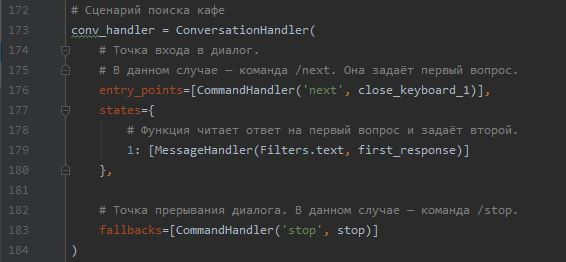 172 # Сценарий поиска кафе
173 conv_handler = ConversationHandler(
174 # Точка входа в диалог.
175 # В данном случае — команда /next. Она задаёт первый вопрос.
176 entry_points=[CommandHandler('next', close_keyboard_1)],
177 states={
178 # Функция читает ответ на первый вопрос и задаёт второй.
179 1: [MessageHandler(Filters.text, first_response)]
180 },
181
182 # Точка прерывания диалога. В данном случае — команда /stop.
183 fallbacks=[CommandHandler('stop', stop)]
184 )